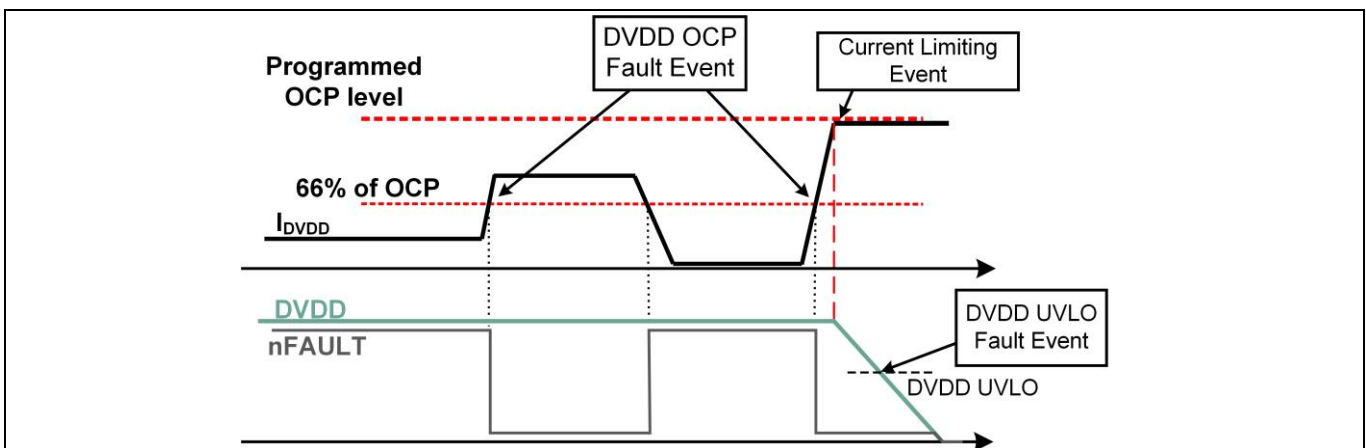 DVDD OCP
Fault Event
Current Limiting
Event
Programmed
OCP level
66% of OCP
IDVDD
DVDD
nFAULT
DVDD UVLO
Fault Event
DVDD UVLO